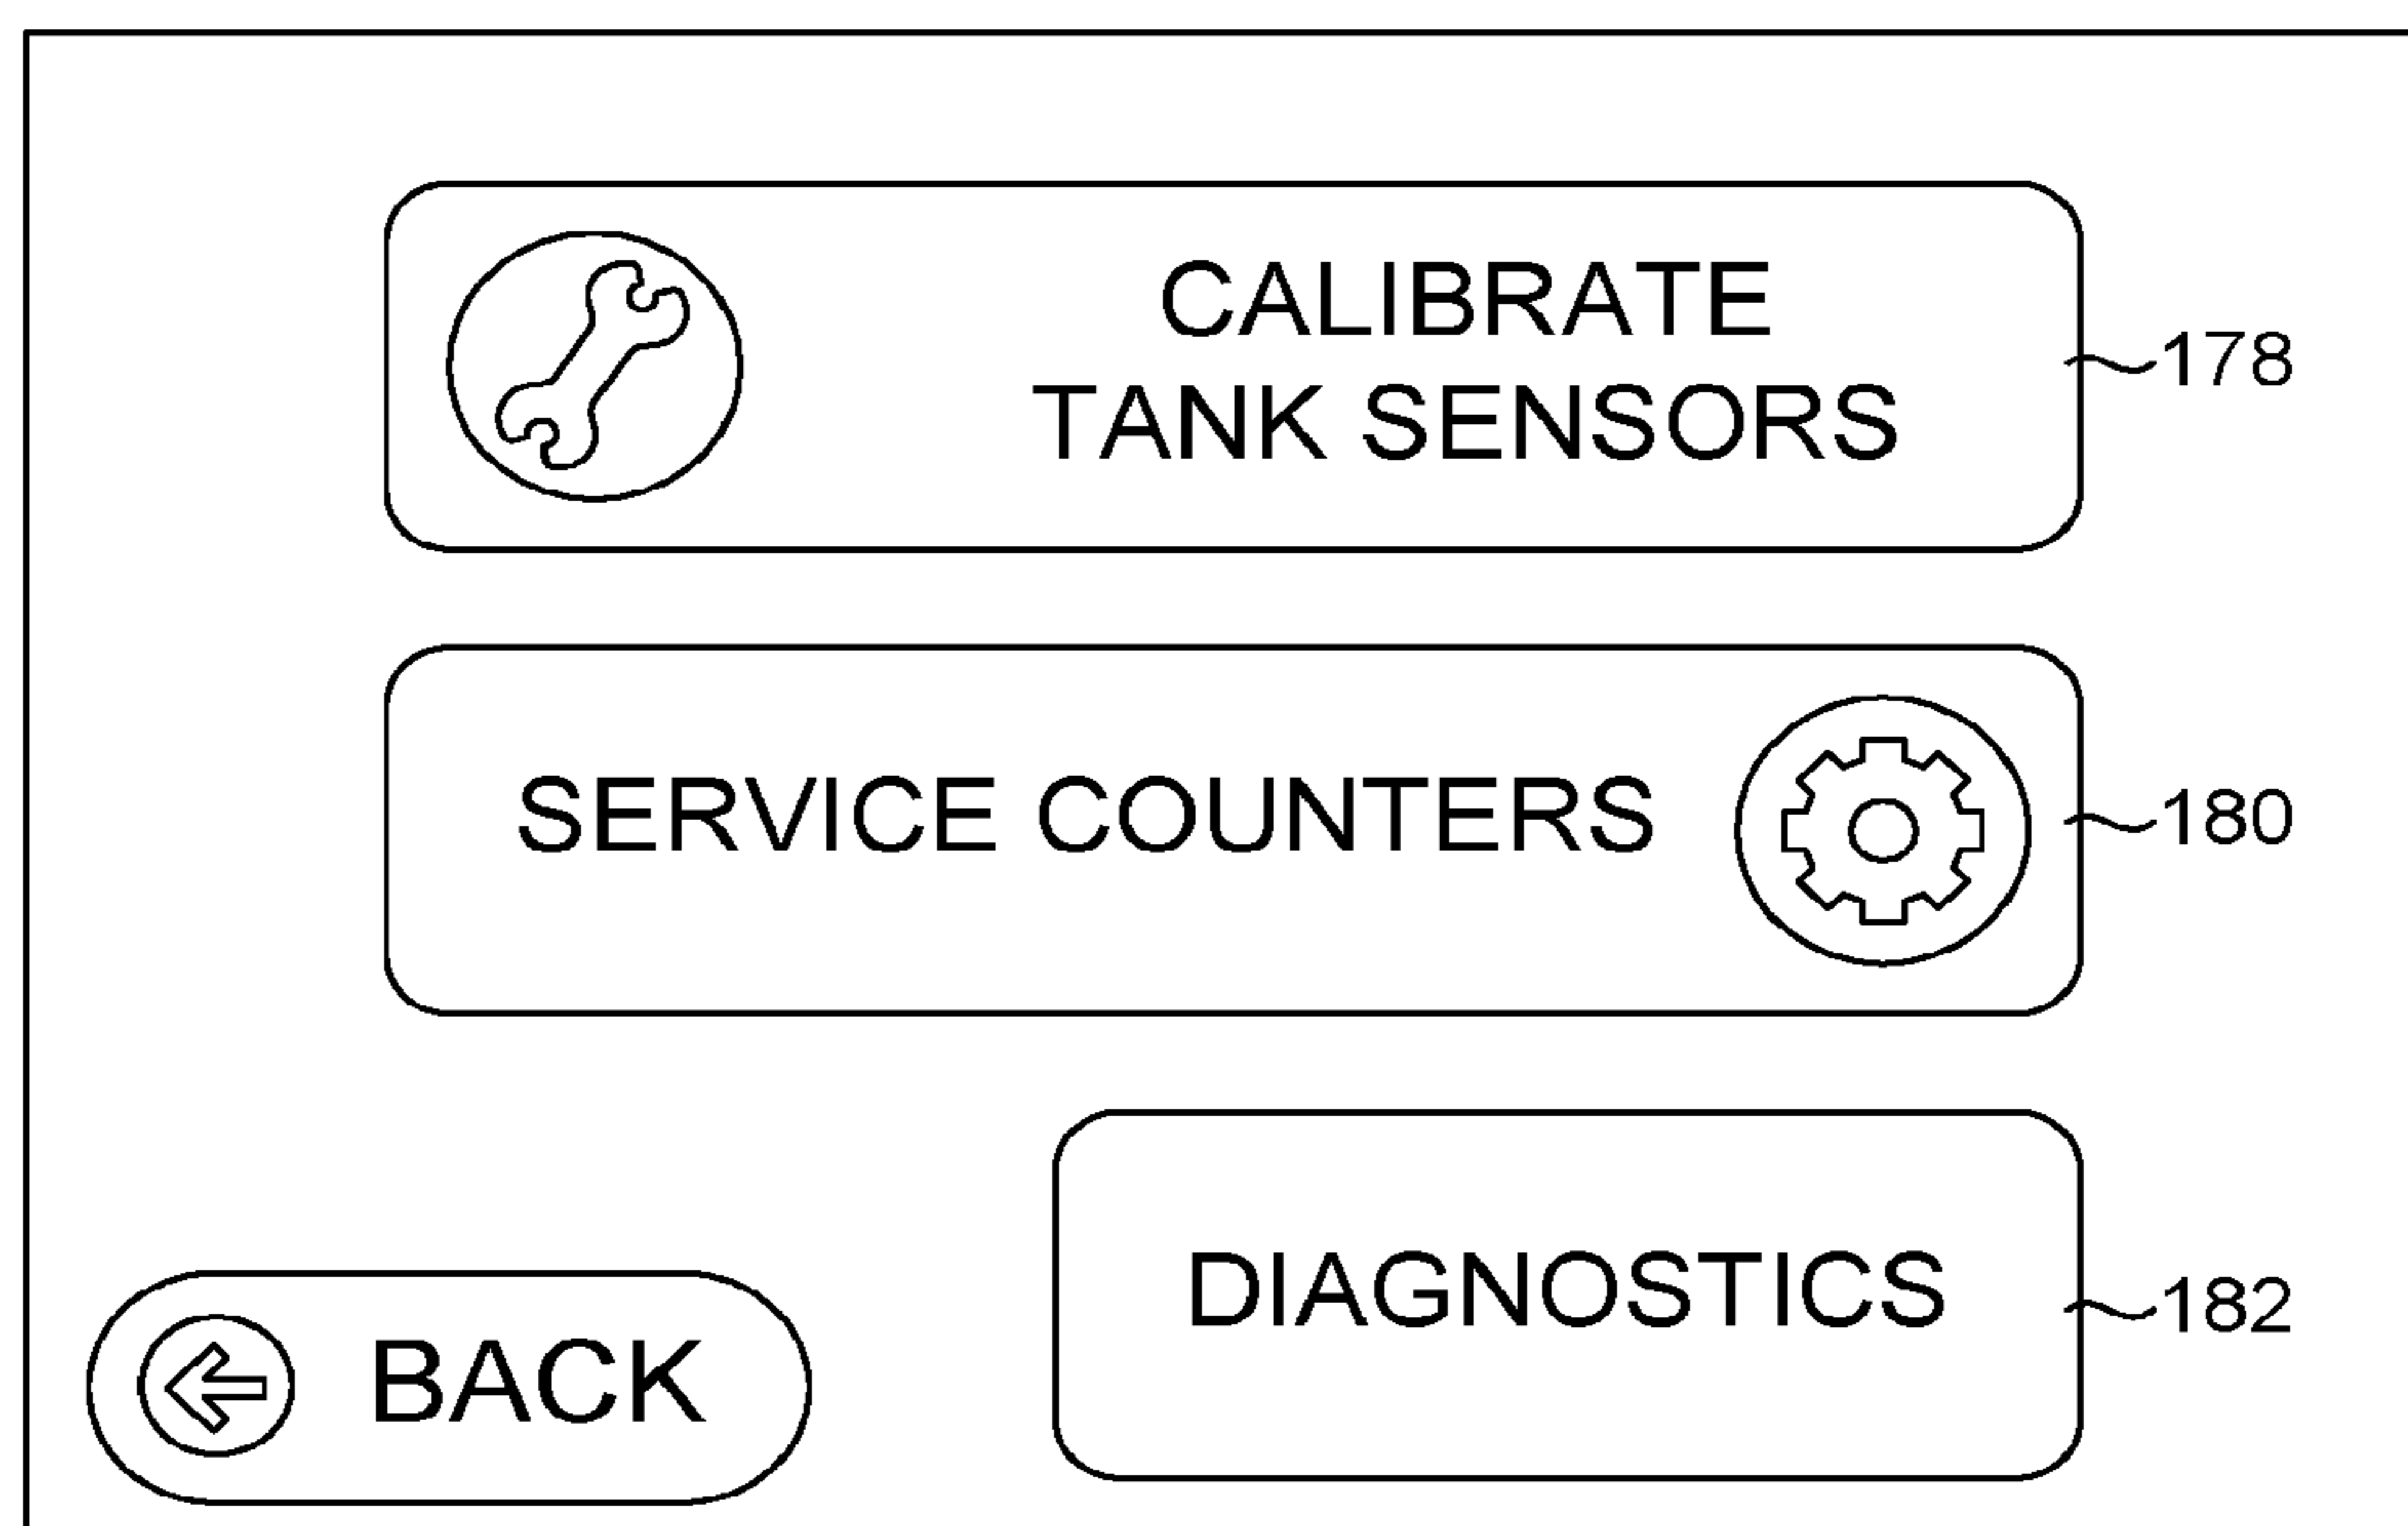 CALIBRATE
TANK SENSORS
178
SERVICE COUNTERS
180
DIAGNOSTICS
182
BACK